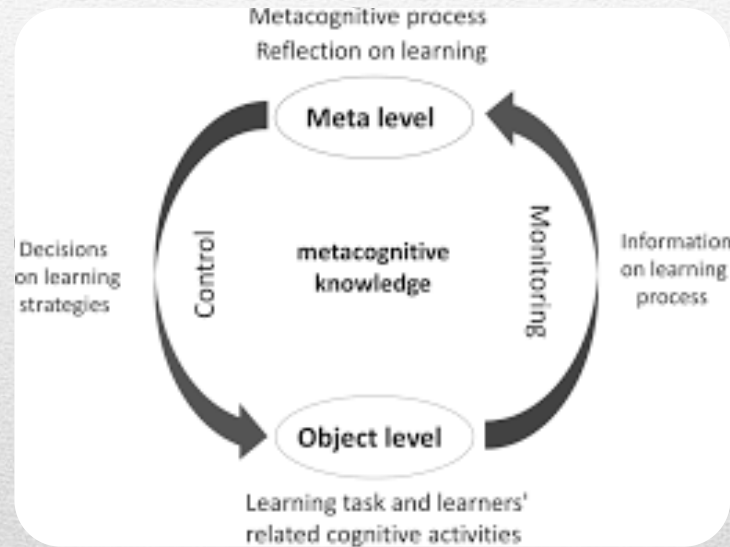 Metacognitive process
Reflection on learning
Meta level
Decisions
on learning
strategies
Control
metacognitive
knowledge
Monitoring
Information
on learning
process
Object level
Learning task and learners'
related cognitive activities